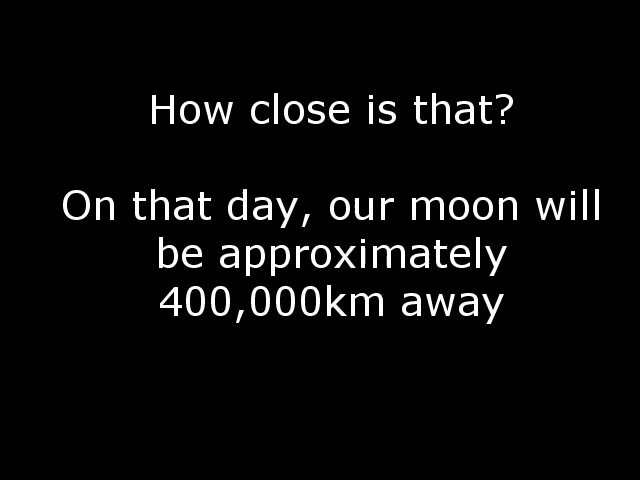 How close is that?
On that day, our moon will
be approximately
400,000km away